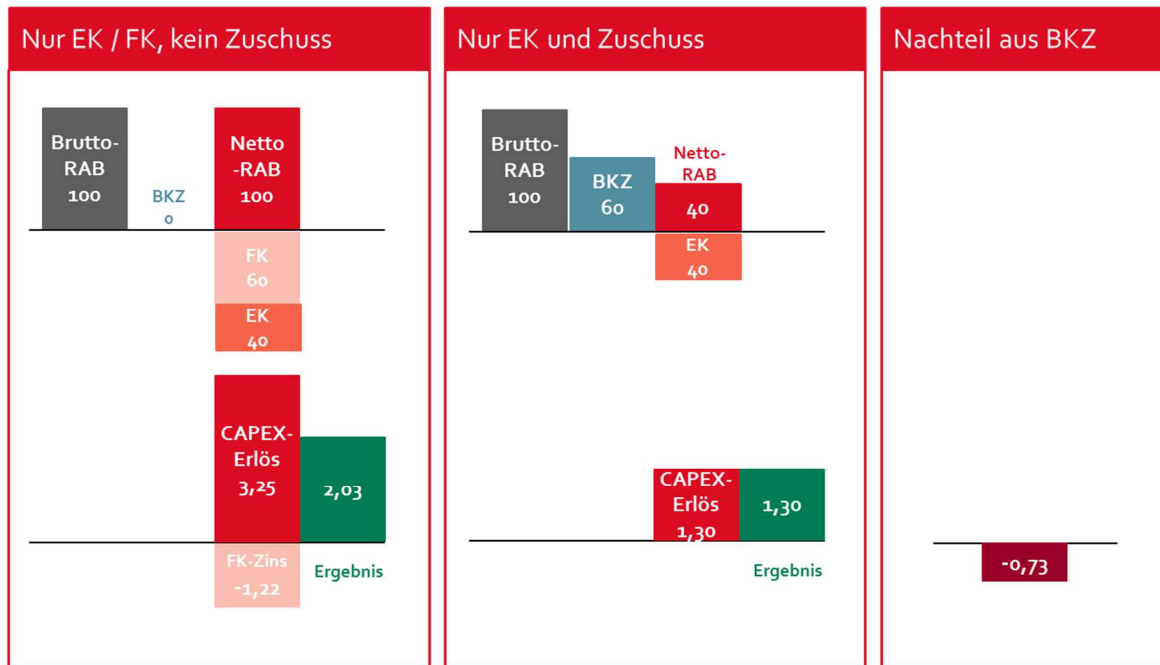 Nur EK / FK, kein Zuschuss
Brutto-
RAB
100
BKZ
0
Netto
-RAB
100
FK
60
EK
40
CAPEX-
Erlös
3,25
2,03
FK-Zins
-1,22
Ergebnis
Nur EK und Zuschuss
Brutto-
RAB
100
BKZ
60
Netto-
RAB
40
EK
40
CAPEX-
Erlös
1,30
1,30
Ergebnis
Nachteil aus BKZ
-0,73